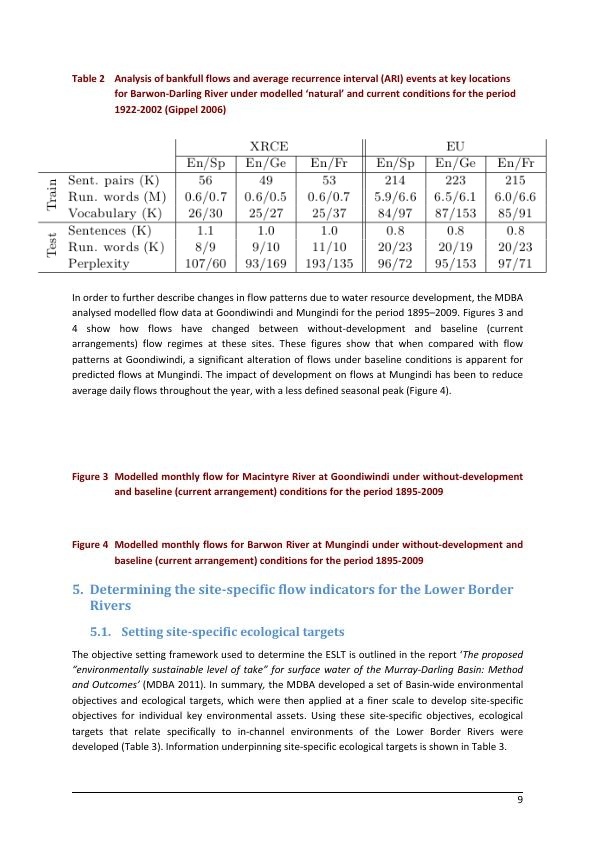 Table 2 Analysis of bankfull flows and average recurrence interval (ARI) events at key locations
for Barwon-Darling River under modelled ‘natural’ and current conditions for the period
1922-2002 (Gippel 2006)
XRCE EU
En/Sp En/Ge En/Fr En/Sp En/Ge En/Fr
Train
Sent. pairs (K) 56 49 53 214 223 215
Run. words (M) 0.6/0.7 0.6/0.5 0.6/0.7 5.9/6.6 6.5/6.1 6.0/6.6
Vocabulary (K) 26/30 25/27 25/37 84/97 87/153 85/91
Test
Sentences (K) 1.1 1.0 1.0 0.8 0.8 0.8
Run. words (K) 8/9 9/10 11/10 20/23 20/19 20/23
Perplexity 107/60 93/169 193/135 96/72 95/153 97/71
In order to further describe changes in flow patterns due to water resource development, the MDBA
analysed modelled flow data at Goondiwindi and Mungindi for the period 1895–2009. Figures 3 and
4 show how flows have changed between without-development and baseline (current
arrangements) flow regimes at these sites. These figures show that when compared with flow
patterns at Goondiwindi, a significant alteration of flows under baseline conditions is apparent for
predicted flows at Mungindi. The impact of development on flows at Mungindi has been to reduce
average daily flows throughout the year, with a less defined seasonal peak (Figure 4).
Figure 3 Modelled monthly flow for Macintyre River at Goondiwindi under without-development
and baseline (current arrangement) conditions for the period 1895-2009
Figure 4 Modelled monthly flows for Barwon River at Mungindi under without-development and
baseline (current arrangement) conditions for the period 1895-2009
5. Determining the site-specific flow indicators for the Lower Border
Rivers
5.1. Setting site-specific ecological targets
The objective setting framework used to determine the ESLT is outlined in the report ‘The proposed
“environmentally sustainable level of take” for surface water of the Murray-Darling Basin: Method
and Outcomes’ (MDBA 2011). In summary, the MDBA developed a set of Basin-wide environmental
objectives and ecological targets, which were then applied at a finer scale to develop site-specific
objectives for individual key environmental assets. Using these site-specific objectives, ecological
targets that relate specifically to in-channel environments of the Lower Border Rivers were
developed (Table 3). Information underpinning site-specific ecological targets is shown in Table 3.
9